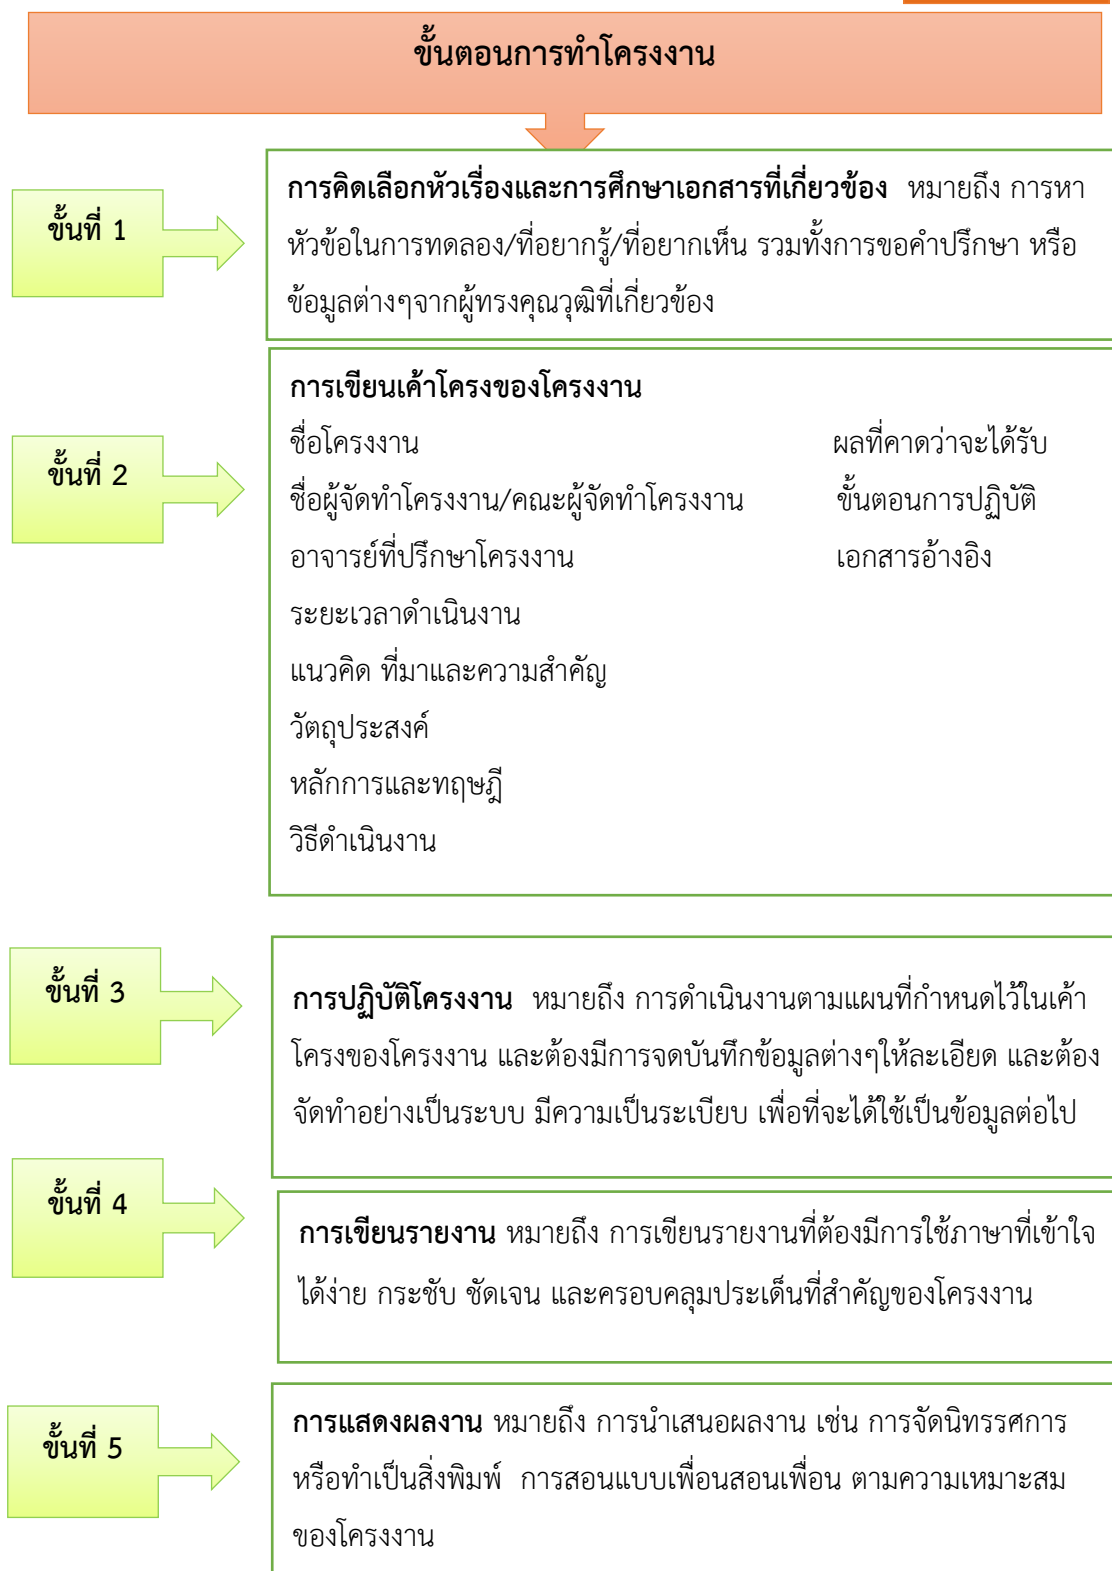 ขั้นตอนการทำโครงงาน
ขั้นที่ 1
การคิดเลือกหัวเรื่องและการศึกษาเอกสารที่เกี่ยวข้อง หมายถึง การหา
หัวข้อในการทดลอง/ที่อยากรู้/ที่อยากเห็น รวมทั้งการขอคำปรึกษา หรือ
ข้อมูลต่างๆจากผู้ทรงคุณวุฒิที่เกี่ยวข้อง
ขั้นที่ 2
การเขียนเค้าโครงของโครงงาน
ชื่อโครงงาน ผลที่คาดว่าจะได้รับ
ชื่อผู้จัดทำโครงงาน/คณะผู้จัดทำโครงงาน ขั้นตอนการปฏิบัติ
อาจารย์ที่ปรึกษาโครงงาน เอกสารอ้างอิง
ระยะเวลาดำเนินงาน
แนวคิด ที่มาและความสำคัญ
วัตถุประสงค์
หลักการและทฤษฎี
วิธีดำเนินงาน
ขั้นที่ 3
การปฏิบัติโครงงาน หมายถึง การดำเนินงานตามแผนที่กำหนดไว้ในเค้า
โครงของโครงงาน และต้องมีการจดบันทึกข้อมูลต่างๆให้ละเอียด และต้อง
จัดทำอย่างเป็นระบบ มีความเป็นระเบียบ เพื่อที่จะได้ใช้เป็นข้อมูลต่อไป
ขั้นที่ 4
การเขียนรายงาน หมายถึง การเขียนรายงานที่ต้องมีการใช้ภาษาที่เข้าใจ
ได้ง่าย กระชับ ชัดเจน และครอบคลุมประเด็นที่สำคัญของโครงงาน
ขั้นที่ 5
การแสดงผลงาน หมายถึง การนำเสนอผลงาน เช่น การจัดนิทรรศการ
หรือทำเป็นสิ่งพิมพ์ การสอนแบบเพื่อนสอนเพื่อน ตามความเหมาะสม
ของโครงงาน